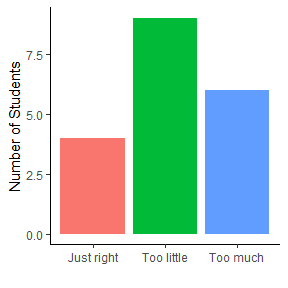 Number of Students
7.5
5.0
2.5
0.0
Just right
Too little
Too much